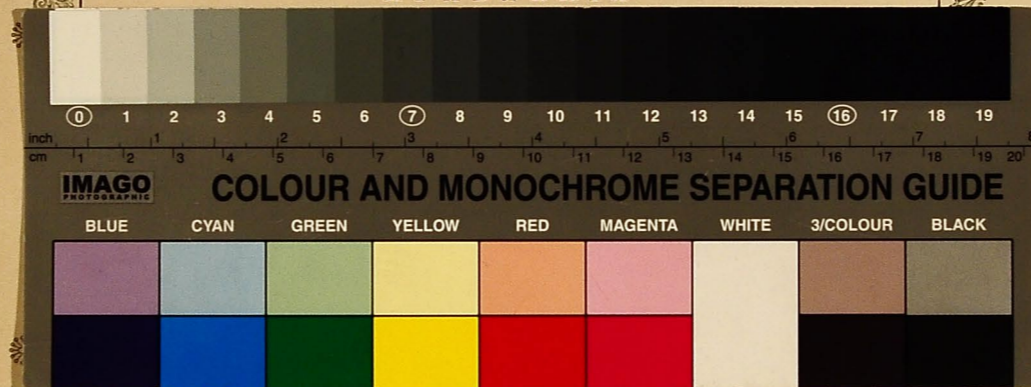 0 1 2 3 4 5 6 7 8 9 10 11 12 13 14 15 16 17 18 19
inch 1 2 3 4 5 6 7
cm 1 2 3 4 5 6 7 8 9 10 11 12 13 14 15 16 17 18 19 20
IMAGO
PHOTOGRAPHIC
COLOUR AND MONOCHROME SEPARATION GUIDE
BLUE CYAN GREEN YELLOW RED MAGENTA WHITE 3/COLOUR BLACK